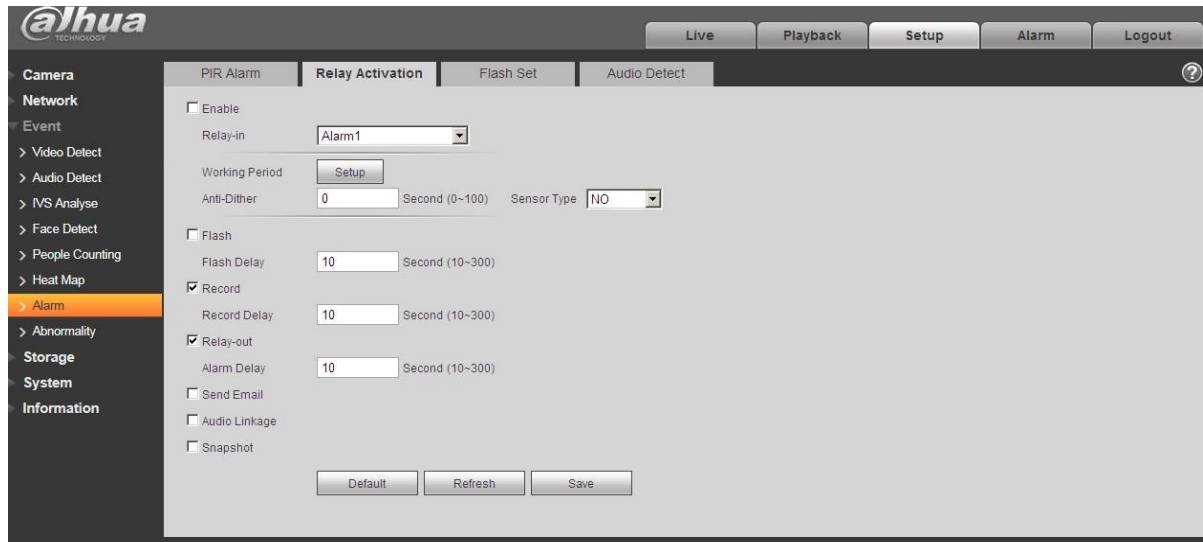 alhua
TECHNOLOGY
Live Playback Setup Alarm Logout
Camera
Network
Event
> Video Detect
> Audio Detect
> IVS Analyse
> Face Detect
> People Counting
> Heat Map
> Alarm
> Abnormality
Storage
System
Information
PIR Alarm Relay Activation Flash Set Audio Detect ?
Enable
Relay-in Alarm1
Working Period Setup
Anti-Dither 0 Second (0~100) Sensor Type NO
Flash
Flash Delay 10 Second (10~300)
Record
Record Delay 10 Second (10~300)
Relay-out
Alarm Delay 10 Second (10~300)
Send Email
Audio Linkage
Snapshot
Default Refresh Save